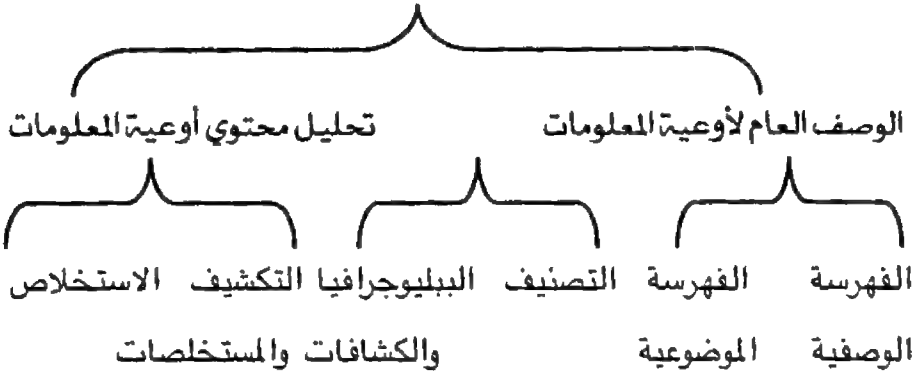 الوصف العام لأوعية المعلومات تحليل محتوي أوعية المعلومات
الفهرسة الفهرسة التصنيف الببليوجرافيا التكشيف الاستخلاص
الوصفية الموضوعية والكشافات والمستخلصات